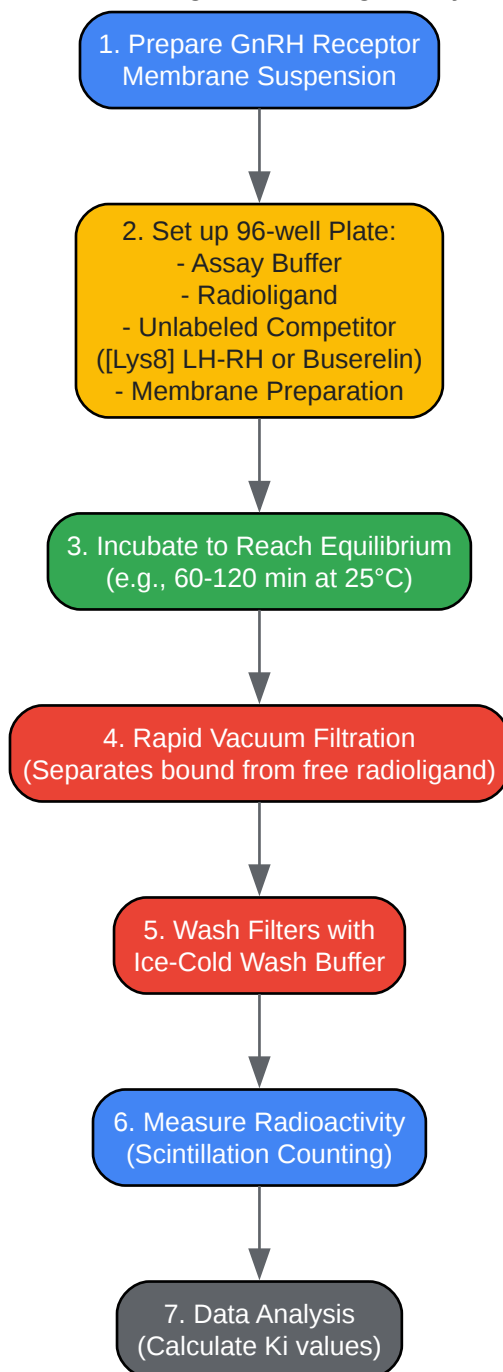 1. Prepare GnRH Receptor
Membrane Suspension
2. Set up 96-well Plate:
- Assay Buffer
- Radioligand
- Unlabeled Competitor
([Lys8] LH-RH or Buserelin)
- Membrane Preparation
3. Incubate to Reach Equilibrium
(e.g., 60-120 min at 25°C)
4. Rapid Vacuum Filtration
(Separates bound from free radioligand)
5. Wash Filters with
Ice-Cold Wash Buffer
6. Measure Radioactivity
(Scintillation Counting)
7. Data Analysis
(Calculate Ki values)